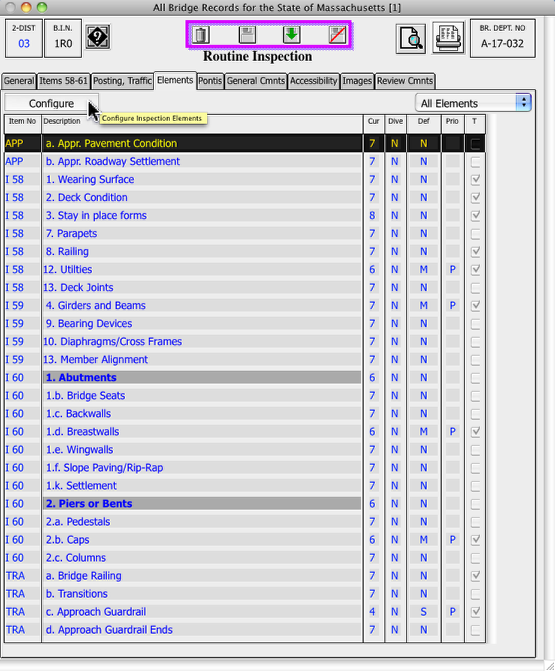 All Bridge Records for the State of Massachusetts [1]
2-DIST
03
B.I.N.
1R0
?
Routine Inspection
BR. DEPT. NO
A-17-032
General Items 58-61 Posting, Traffic Elements Pontis General Cmnts Accessibility Images Review Cmnts
Configure All Elements
Configure Inspection Elements
Item No Description Cur Dive Def Prio T
APP a. Appr. Pavement Condition 7 N N
APP b. Appr. Roadway Settlement 7 N N
I 58 1. Wearing Surface 7 N N
I 58 2. Deck Condition 7 N N
I 58 3. Stay in place forms 8 N N
I 58 7. Parapets 7 N N
I 58 8. Railing 7 N N
I 58 12. Utilties 6 N M P
I 58 13. Deck Joints 7 N N
I 59 4. Girders and Beams 7 N M P
I 59 9. Bearing Devices 7 N N
I 59 10. Diaphragms/Cross Frames 7 N N
I 59 13. Member Alignment 7 N N
I 60 1. Abutments 6 N N
I 60 1.b. Bridge Seats 7 N N
I 60 1.c. Backwalls 7 N N
I 60 1.d. Breastwalls 6 N M P
I 60 1.e. Wingwalls 7 N N
I 60 1.f. Slope Paving/Rip-Rap 7 N N
I 60 1.k. Settlement 7 N N
I 60 2. Piers or Bents 6 N N
I 60 2.a. Pedestals 7 N N
I 60 2.b. Caps 6 N M P
I 60 2.c. Columns 7 N N
TRA a. Bridge Railing 7 N N
TRA b. Transitions 7 N N
TRA c. Approach Guardrail 4 N S P
TRA d. Approach Guardrail Ends 7 N N